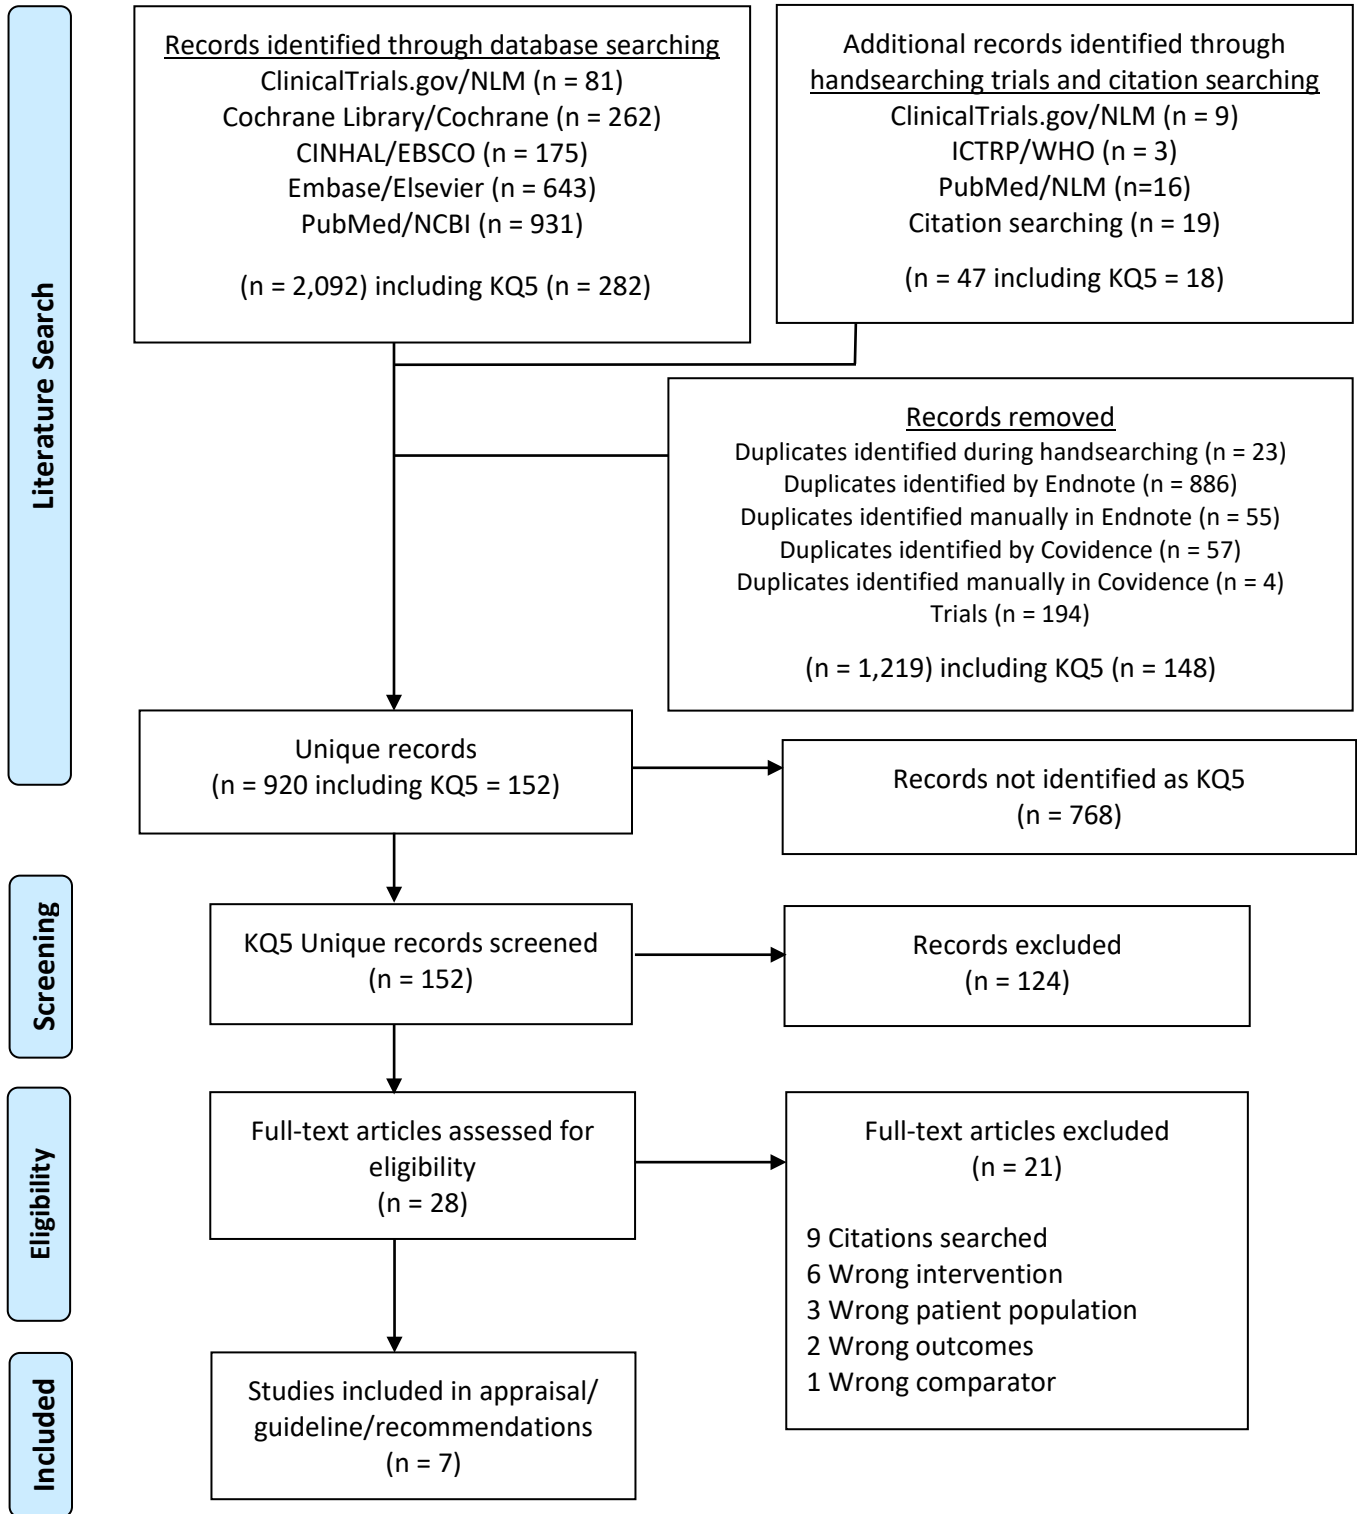 Literature Search
Records identified through database searching
ClinicalTrials.gov/NLM (n = 81)
Cochrane Library/Cochrane (n = 262)
CINHAL/EBSCO (n = 175)
Embase/Elsevier (n = 643)
PubMed/NCBI (n = 931)
(n = 2,092) including KQ5 (n = 282)
Additional records identified through
handsearching trials and citation searching
ClinicalTrials.gov/NLM (n = 9)
ICTRP/WHO (n = 3)
PubMed/NLM (n=16)
Citation searching (n = 19)
(n = 47 including KQ5 = 18)
Records removed
Duplicates identified during handsearching (n = 23)
Duplicates identified by Endnote (n = 886)
Duplicates identified manually in Endnote (n = 55)
Duplicates identified by Covidence (n = 57)
Duplicates identified manually in Covidence (n = 4)
Trials (n = 194)
(n = 1,219) including KQ5 (n = 148)
Unique records
(n = 920 including KQ5 = 152)
Records not identified as KQ5
(n = 768)
Screening
KQ5 Unique records screened
(n = 152)
Records excluded
(n = 124)
Eligibility
Full-text articles assessed for
eligibility
(n = 28)
Full-text articles excluded
(n = 21)
9 Citations searched
6 Wrong intervention
3 Wrong patient population
2 Wrong outcomes
1 Wrong comparator
Included
Studies included in appraisal/
guideline/recommendations
(n = 7)